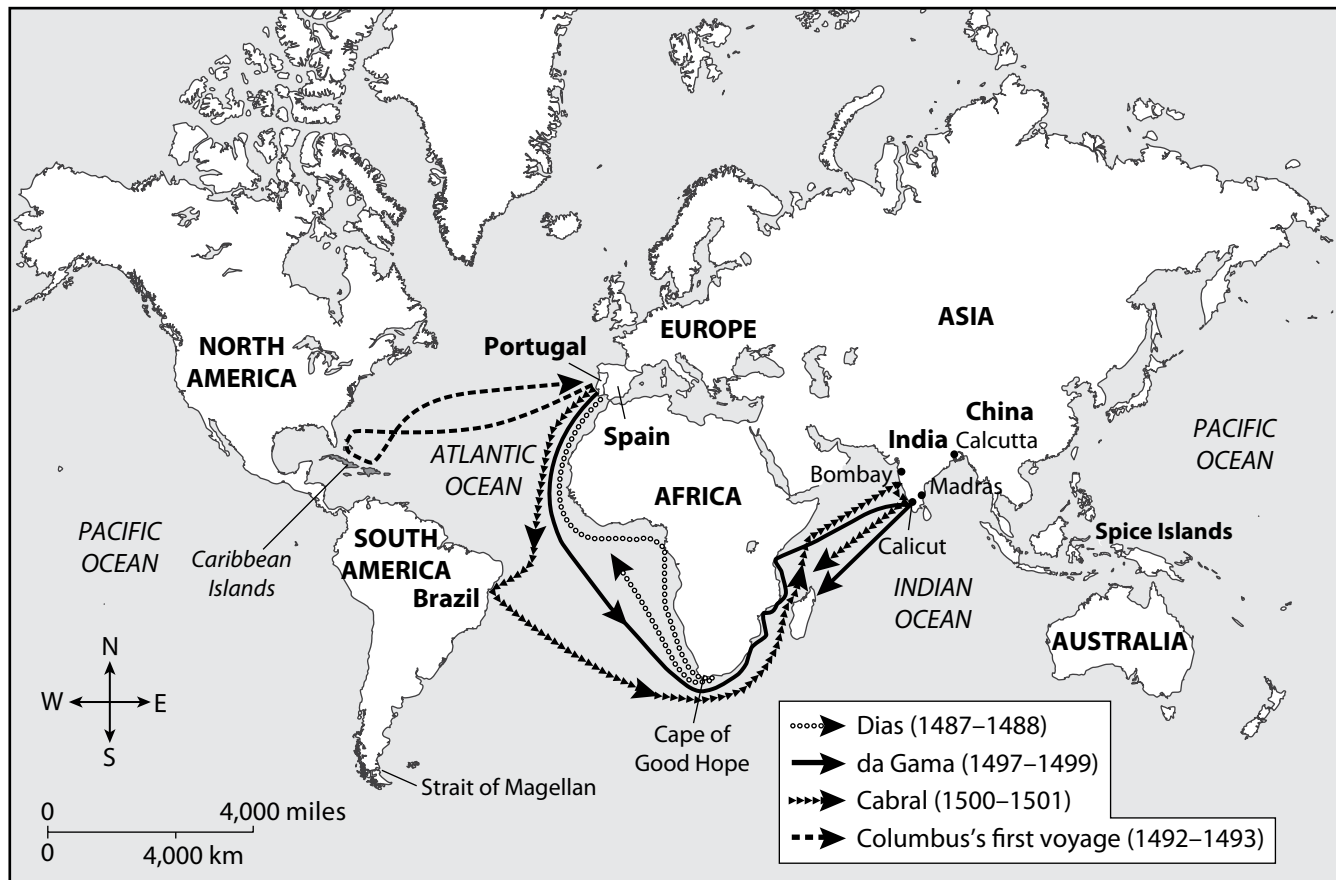 NORTH
AMERICA
Portugal
EUROPE
ASIA
Spain
ATLANTIC
OCEAN
AFRICA
China
India
Calcutta
Bombay
Madras
Calicut
PACIFIC
OCEAN
PACIFIC
OCEAN
Caribbean
Islands
SOUTH
AMERICA
Brazil
Spice Islands
INDIAN
OCEAN
AUSTRALIA
N
W
E
S
Cape of
Good Hope
Strait of Magellan
0
4,000 miles
0
4,000 km
Dias (1487–1488)
da Gama (1497–1499)
Cabral (1500–1501)
Columbus’s first voyage (1492–1493)